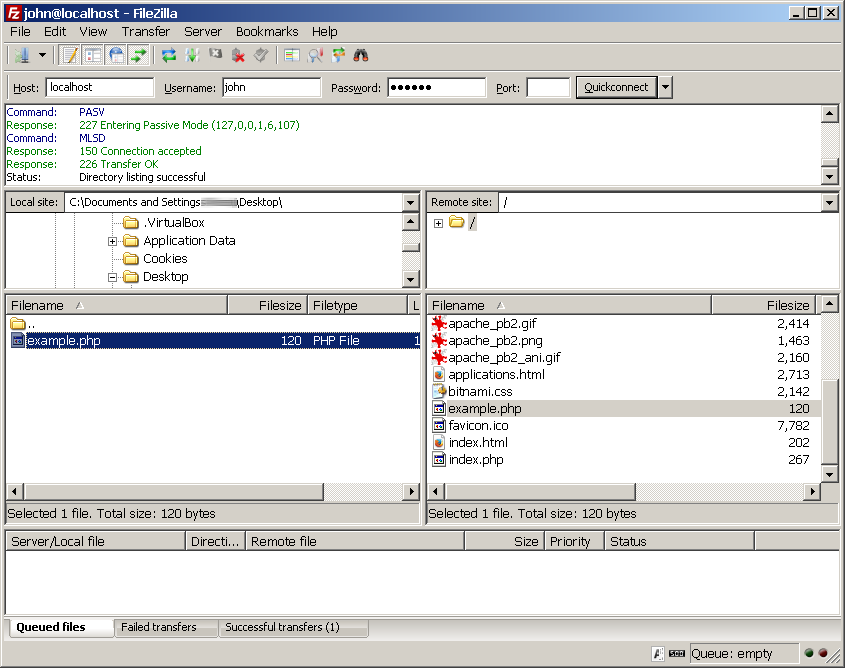 john@localhost - FileZilla
File Edit View Transfer Server Bookmarks Help
Host: localhost Username: john Password: ●●●●●● Port: Quickconnect
Command: PASV
Response: 227 Entering Passive Mode (127,0,0,1,6,107)
Command: MLSD
Response: 150 Connection accepted
Response: 226 Transfer OK
Status: Directory listing successful
Local site: C:\Documents and Settings \Desktop\
.VirtualBox
Application Data
Cookies
Desktop
Remote site: /
/
Filename Filesize Filetype L
..
example.php 120 PHP File 1
Selected 1 file. Total size: 120 bytes
Filename Filesize
apache_pb2.gif 2,414
apache_pb2.png 1,463
apache_pb2_ani.gif 2,160
applications.html 2,713
bitnami.css 2,142
example.php 120
favicon.ico 7,782
index.html 202
index.php 267
Selected 1 file. Total size: 120 bytes
Server/Local file Directi... Remote file Size Priority Status
Queued files Failed transfers Successful transfers (1)
Queue: empty